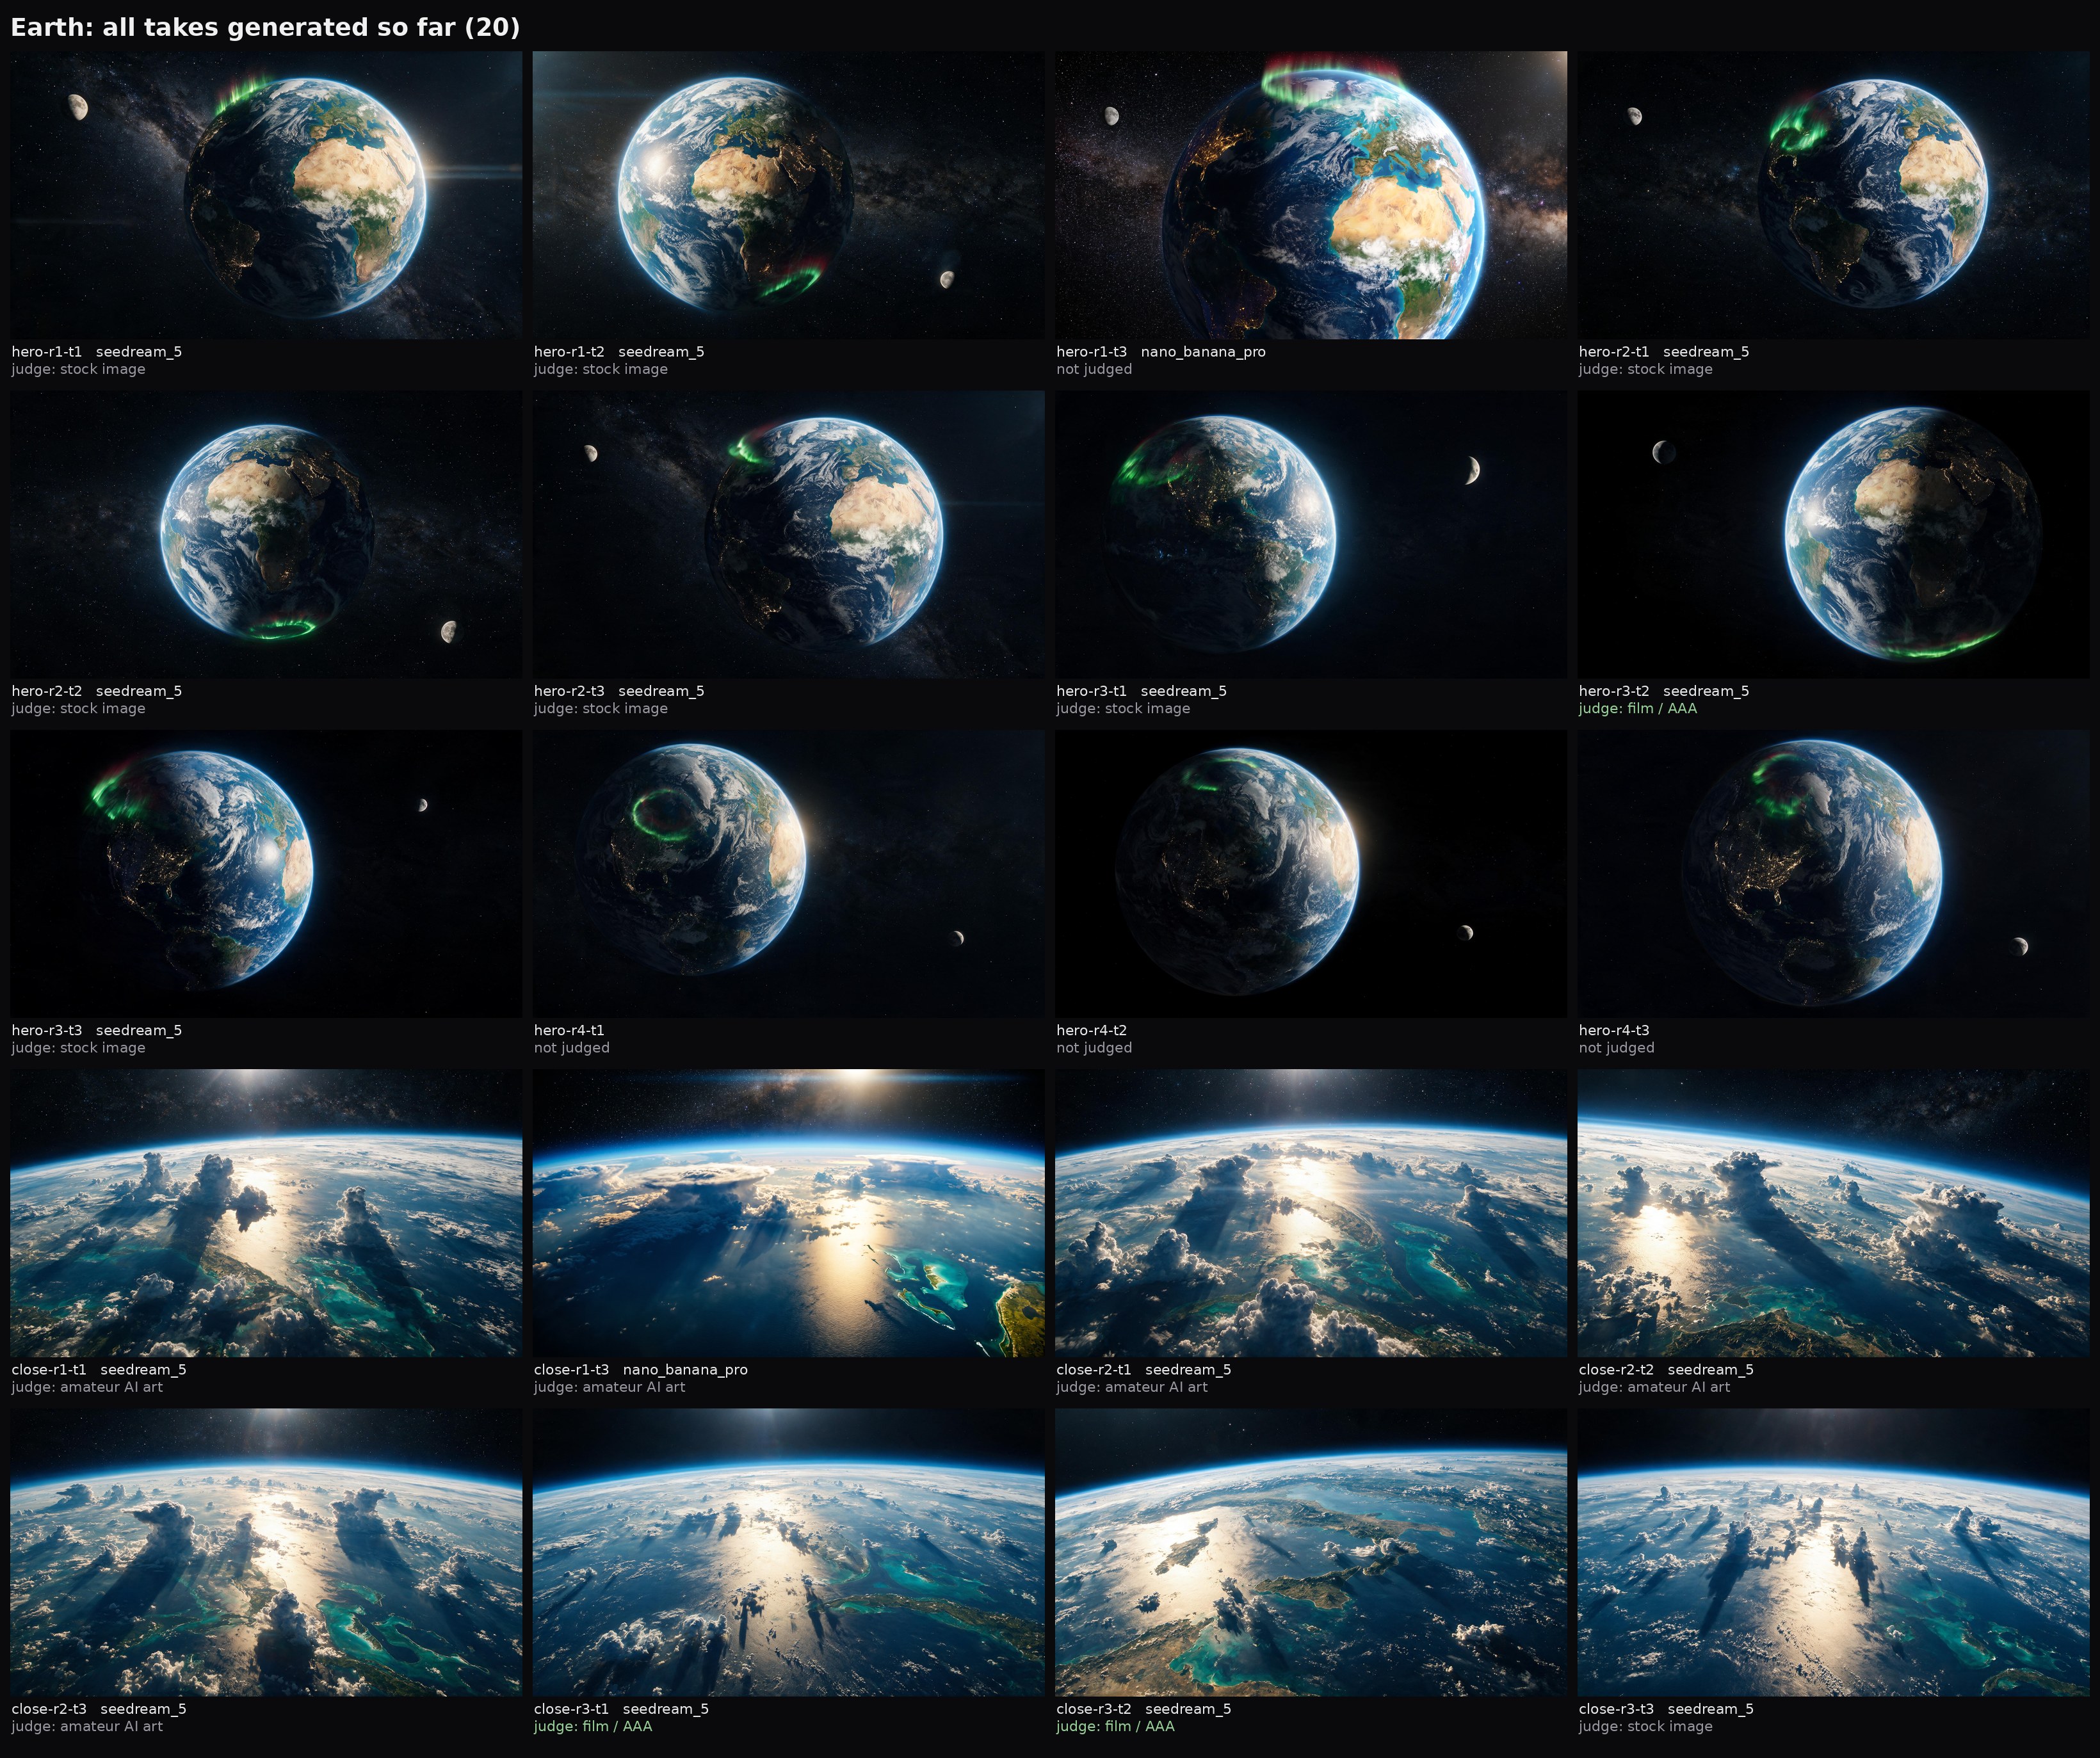 Earth: all takes generated so far (20)
hero-r1-t1 seedream_5
judge: stock image
hero-r1-t2 seedream_5
judge: stock image
hero-r1-t3 nano_banana_pro
not judged
hero-r2-t1 seedream_5
judge: stock image
hero-r2-t2 seedream_5
judge: stock image
hero-r2-t3 seedream_5
judge: stock image
hero-r3-t1 seedream_5
judge: stock image
hero-r3-t2 seedream_5
judge: film / AAA
hero-r3-t3 seedream_5
judge: stock image
hero-r4-t1
not judged
hero-r4-t2
not judged
hero-r4-t3
not judged
close-r1-t1 seedream_5
judge: amateur AI art
close-r1-t3 nano_banana_pro
judge: amateur AI art
close-r2-t1 seedream_5
judge: amateur AI art
close-r2-t2 seedream_5
judge: amateur AI art
close-r2-t3 seedream_5
judge: amateur AI art
close-r3-t1 seedream_5
judge: film / AAA
close-r3-t2 seedream_5
judge: film / AAA
close-r3-t3 seedream_5
judge: stock image